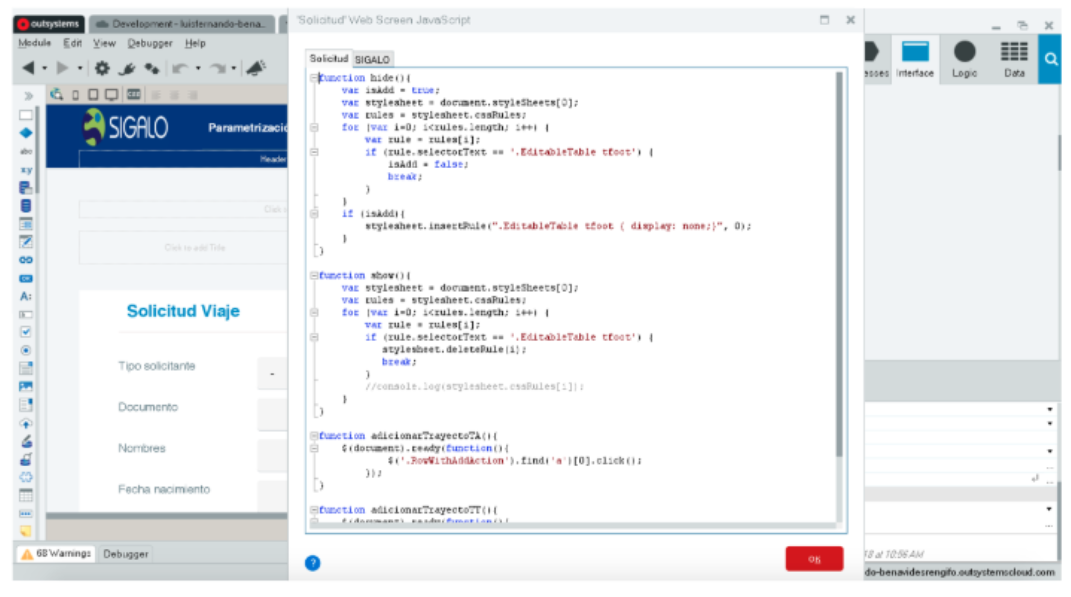 outsystems
Development - luisfernando-bena...
'Solicitud' Web Screen JavaScript
Module Edit View Debugger Help
Interface
Logic
Data
Solicitud SIGALO
function hide(){
var isAdd = true;
var stylesheet = document.styleSheets[0];
var rules = stylesheet.cssRules;
for (var i=0; i<rules.length; i++) {
var rule = rules[i];
if (rule.selectorText == '.EditableTable tfoot') {
isAdd = false;
break;
}
}
if (isAdd){
stylesheet.insertRule(".EditableTable tfoot { display: none;}", 0);
}
}
function show(){
var stylesheet = document.styleSheets[0];
var rules = stylesheet.cssRules;
for (var i=0; i<rules.length; i++) {
var rule = rules[i];
if (rule.selectorText == '.EditableTable tfoot') {
stylesheet.deleteRule(i);
break;
}
//console.log(stylesheet.cssRules[i]);
}
}
function adicionarTrayectoTA(){
$(document).ready(function(){
$('.RowWithAddAction').find('a')[0].click();
});
}
function adicionarTrayectoTT(){
$(document).ready(function(){
SIGALO
Parametrizació
Header
Click to add Title
Solicitud Viaje
Tipo solicitante
-
Documento
Nombres
Fecha nacimiento
68 Warnings Debugger
?
OK
18 at 10:56 AM
do-benavidesrengifo.outsystemscloud.com